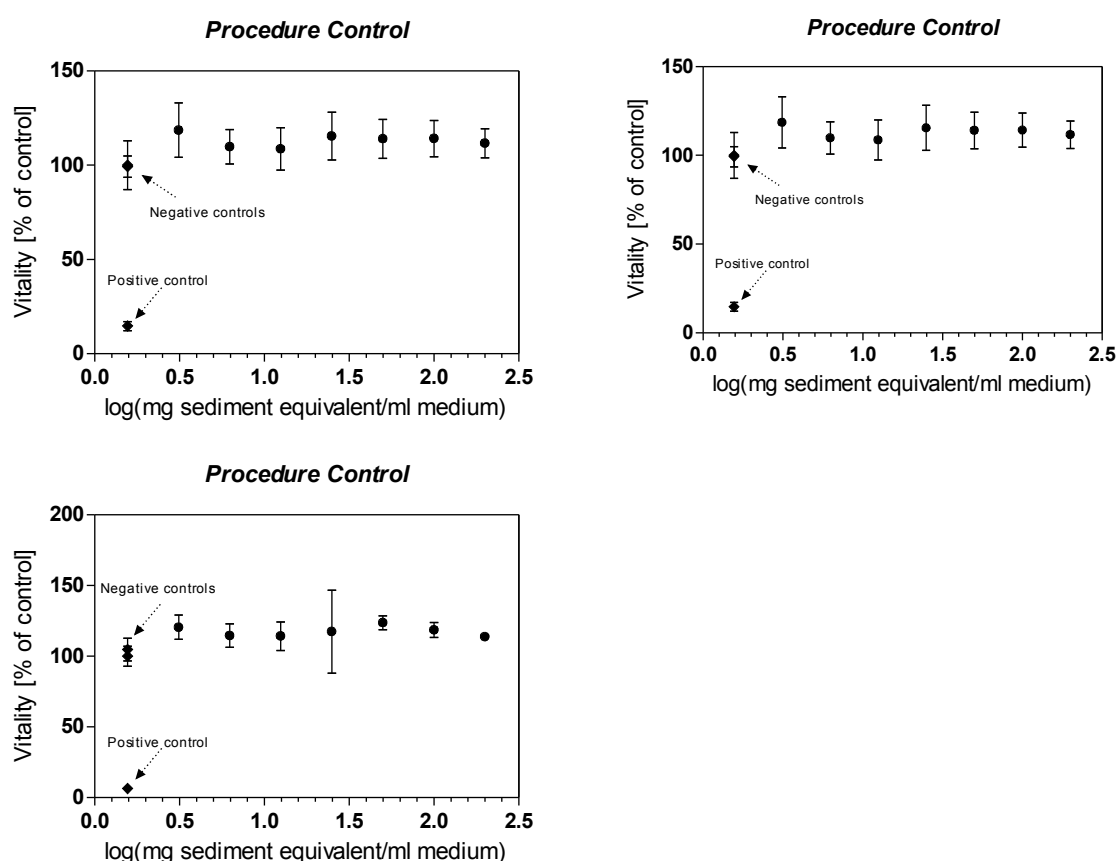 Procedure Control
150
100
50
0
Vitality [% of control]
Negative controls
Positive control
0.0 0.5 1.0 1.5 2.0 2.5
log(mg sediment equivalent/ml medium)
Procedure Control
150
100
50
0
Vitality [% of control]
Negative controls
Positive control
0.0 0.5 1.0 1.5 2.0 2.5
log(mg sediment equivalent/ml medium)
Procedure Control
200
150
100
50
0
Vitality [% of control]
Negative controls
Positive control
0.0 0.5 1.0 1.5 2.0 2.5
log(mg sediment equivalent/ml medium)